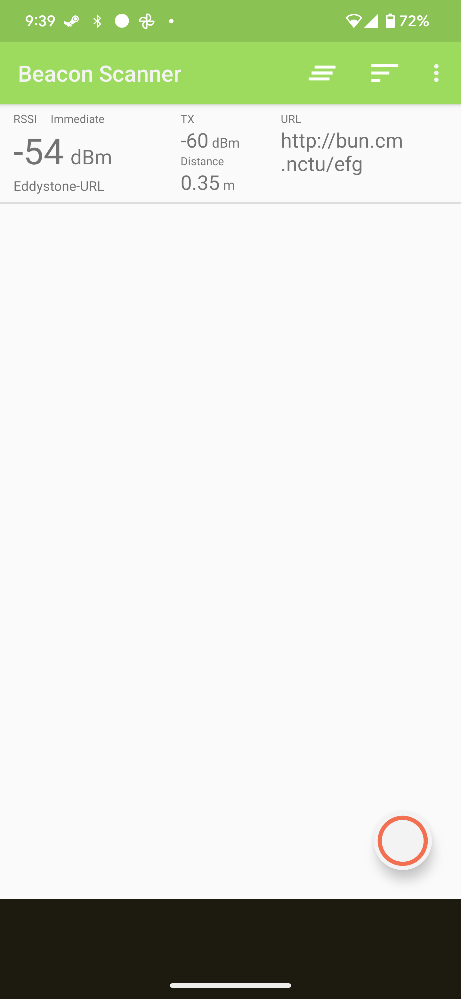 9:39
72%
Beacon Scanner
RSSI Immediate
-54 dBm
Eddystone-URL
TX
-60 dBm
Distance
0.35 m
URL
http://bun.cm
.nctu/efg